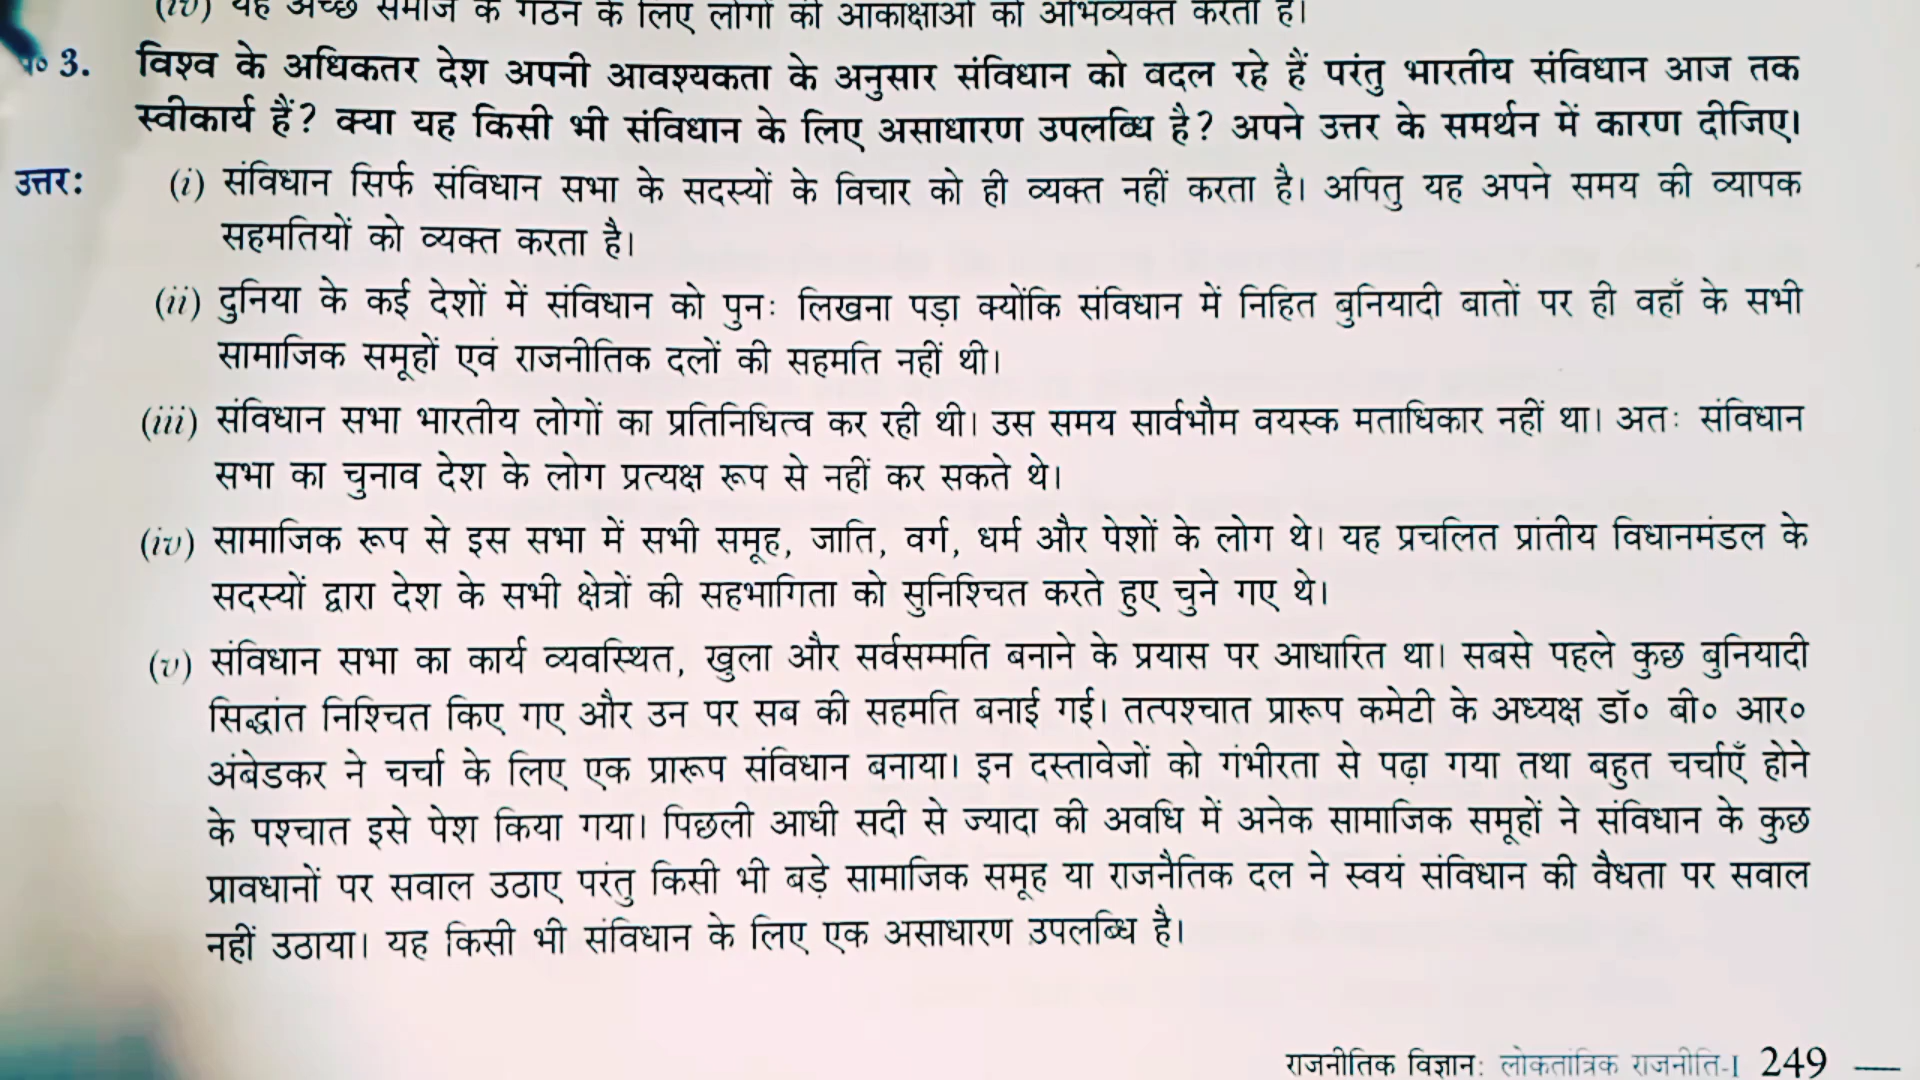 (iv) यह अच्छे समाज के गठन के लिए लोगों की आकांक्षाओं को अभिव्यक्त करता है।
3. विश्व के अधिकतर देश अपनी आवश्यकता के अनुसार संविधान को वदल रहे हैं परंतु भारतीय संविधान आज तक
स्वीकार्य हैं? क्या यह किसी भी संविधान के लिए असाधारण उपलब्धि है? अपने उत्तर के समर्थन में कारण दीजिए।
उत्तर: (i) संविधान सिर्फ संविधान सभा के सदस्यों के विचार को ही व्यक्त नहीं करता है। अपितु यह अपने समय की व्यापक
सहमतियों को व्यक्त करता है।
(ii) दुनिया के कई देशों में संविधान को पुनः लिखना पड़ा क्योंकि संविधान में निहित बुनियादी बातों पर ही वहाँ के सभी
सामाजिक समूहों एवं राजनीतिक दलों की सहमति नहीं थी।
(iii) संविधान सभा भारतीय लोगों का प्रतिनिधित्व कर रही थी। उस समय सार्वभौम वयस्क मताधिकार नहीं था। अतः संविधान
सभा का चुनाव देश के लोग प्रत्यक्ष रूप से नहीं कर सकते थे।
(iv) सामाजिक रूप से इस सभा में सभी समूह, जाति, वर्ग, धर्म और पेशों के लोग थे। यह प्रचलित प्रांतीय विधानमंडल के
सदस्यों द्वारा देश के सभी क्षेत्रों की सहभागिता को सुनिश्चित करते हुए चुने गए थे।
(v) संविधान सभा का कार्य व्यवस्थित, खुला और सर्वसम्मति बनाने के प्रयास पर आधारित था। सबसे पहले कुछ बुनियादी
सिद्धांत निश्चित किए गए और उन पर सब की सहमति बनाई गई। तत्पश्चात प्रारूप कमेटी के अध्यक्ष डॉ० बी० आर०
अंबेडकर ने चर्चा के लिए एक प्रारूप संविधान बनाया। इन दस्तावेजों को गंभीरता से पढ़ा गया तथा बहुत चर्चाएँ होने
के पश्चात इसे पेश किया गया। पिछली आधी सदी से ज्यादा की अवधि में अनेक सामाजिक समूहों ने संविधान के कुछ
प्रावधानों पर सवाल उठाए परंतु किसी भी बड़े सामाजिक समूह या राजनैतिक दल ने स्वयं संविधान की वैधता पर सवाल
नहीं उठाया। यह किसी भी संविधान के लिए एक असाधारण उपलब्धि है।
राजनीतिक विज्ञान: लोकतांत्रिक राजनीति-I 249